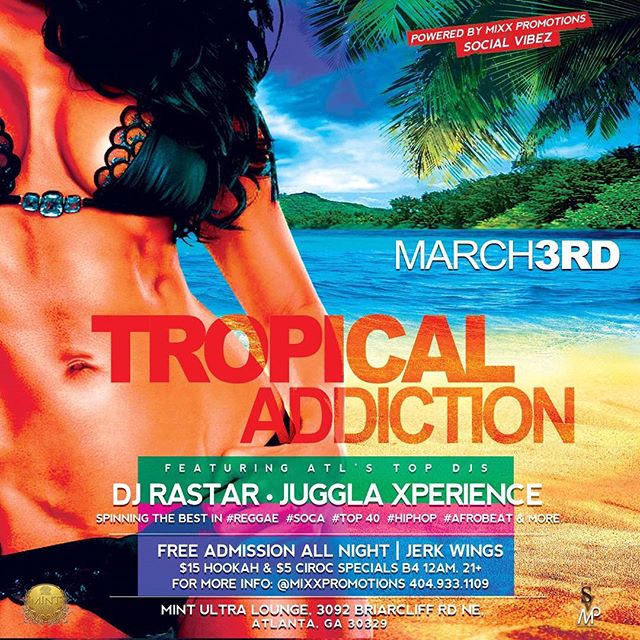 POWERED BY MIXX PROMOTIONS
SOCIAL VIBEZ
MARCH3RD
TROPICAL
ADDICTION
FEATURING ATL'S TOP DJS
DJ RASTAR • JUGGLA XPERIENCE
SPINNING THE BEST IN #REGGAE #SOCA #TOP 40 #HIPHOP #AFROBEAT & MORE
FREE ADMISSION ALL NIGHT | JERK WINGS
$15 HOOKAH & $5 CIROC SPECIALS B4 12AM. 21+
FOR MORE INFO: @MIXXPROMOTIONS 404.933.1109
MINT ULTRA LOUNGE, 3092 BRIARCLIFF RD NE,
ATLANTA, GA 30329
MINT
S
MP